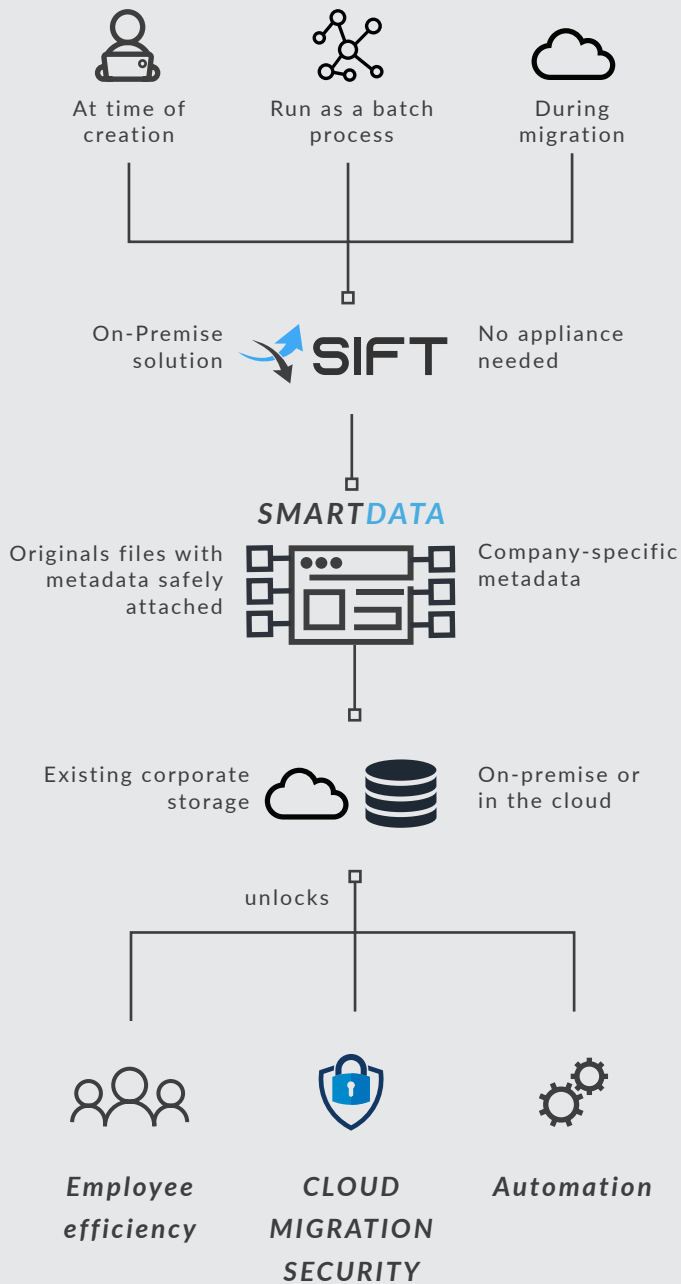 At time of
creation
Run as a batch
process
During
migration
On-Premise
solution
SIFT
No appliance
needed
SMARTDATA
Originals files with
metadata safely
attached
Company-specific
metadata
Existing corporate
storage
On-premise or
in the cloud
unlocks
Employee
efficiency
CLOUD
MIGRATION
SECURITY
Automation